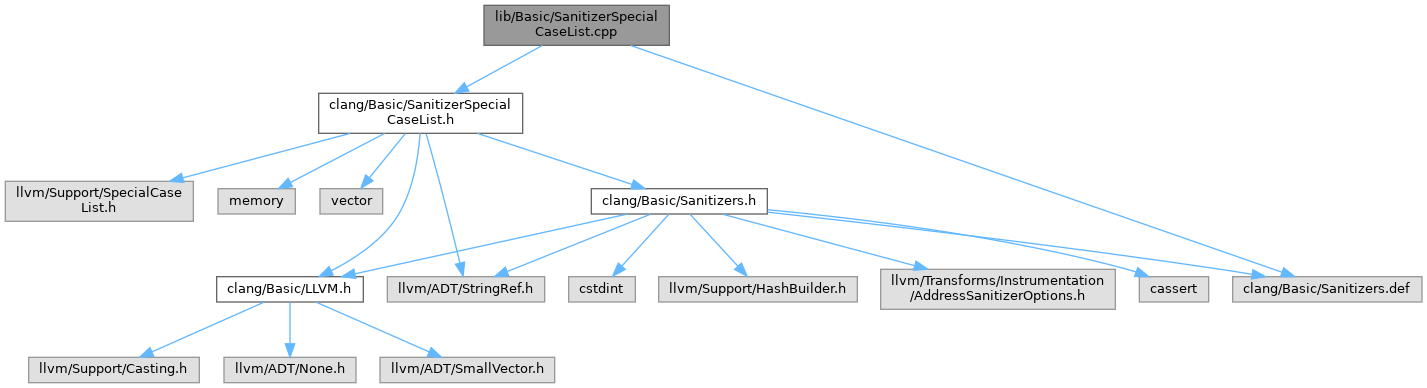 lib/Basic/SanitizerSpecial
CaseList.cpp
clang/Basic/SanitizerSpecial
CaseList.h
llvm/Support/SpecialCase
List.h
memory
vector
clang/Basic/Sanitizers.h
clang/Basic/LLVM.h
llvm/ADT/StringRef.h
cstdint
llvm/Support/HashBuilder.h
llvm/Transforms/Instrumentation
/AddressSanitizerOptions.h
cassert
clang/Basic/Sanitizers.def
llvm/Support/Casting.h
llvm/ADT/None.h
llvm/ADT/SmallVector.h